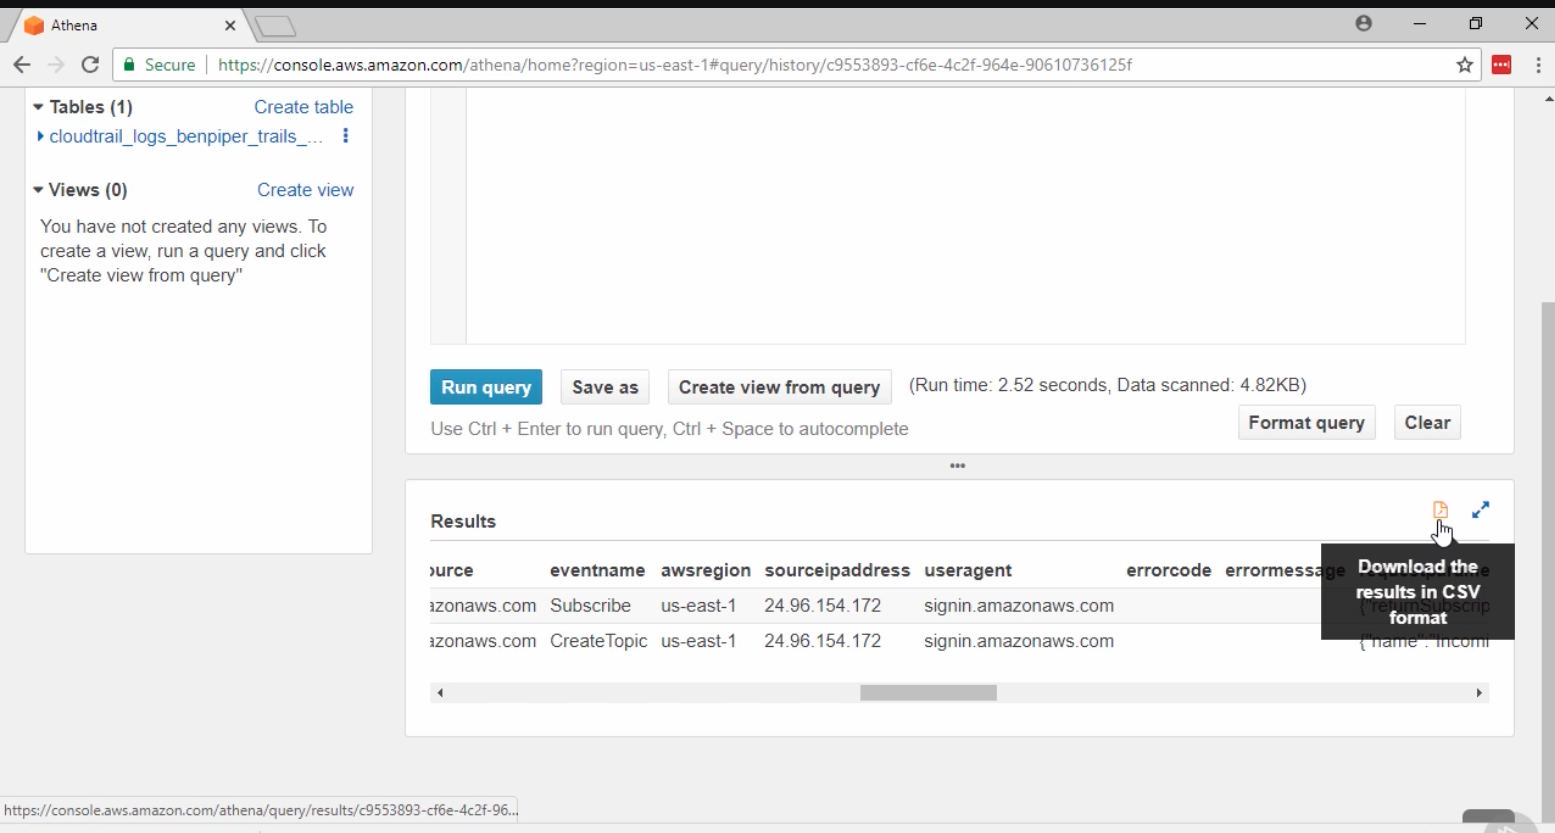 Athena
Secure https://console.aws.amazon.com/athena/home?region=us-east-1#query/history/c9553893-cf6e-4c2f-964e-90610736125f
Tables (1) Create table
cloudtrail_logs_benpiper_trails_...
Views (0) Create view
You have not created any views. To
create a view, run a query and click
"Create view from query"
Run query Save as Create view from query (Run time: 2.52 seconds, Data scanned: 4.82KB)
Use Ctrl + Enter to run query, Ctrl + Space to autocomplete
Format query Clear
Results
Download the
results in CSV
format
ource eventname awsregion sourceipaddress useragent errorcode errormessage
azonaws.com Subscribe us-east-1 24.96.154.172 signin.amazonaws.com {"returnSubscrip
azonaws.com CreateTopic us-east-1 24.96.154.172 signin.amazonaws.com {"name":"Incomi
https://console.aws.amazon.com/athena/query/results/c9553893-cf6e-4c2f-96...